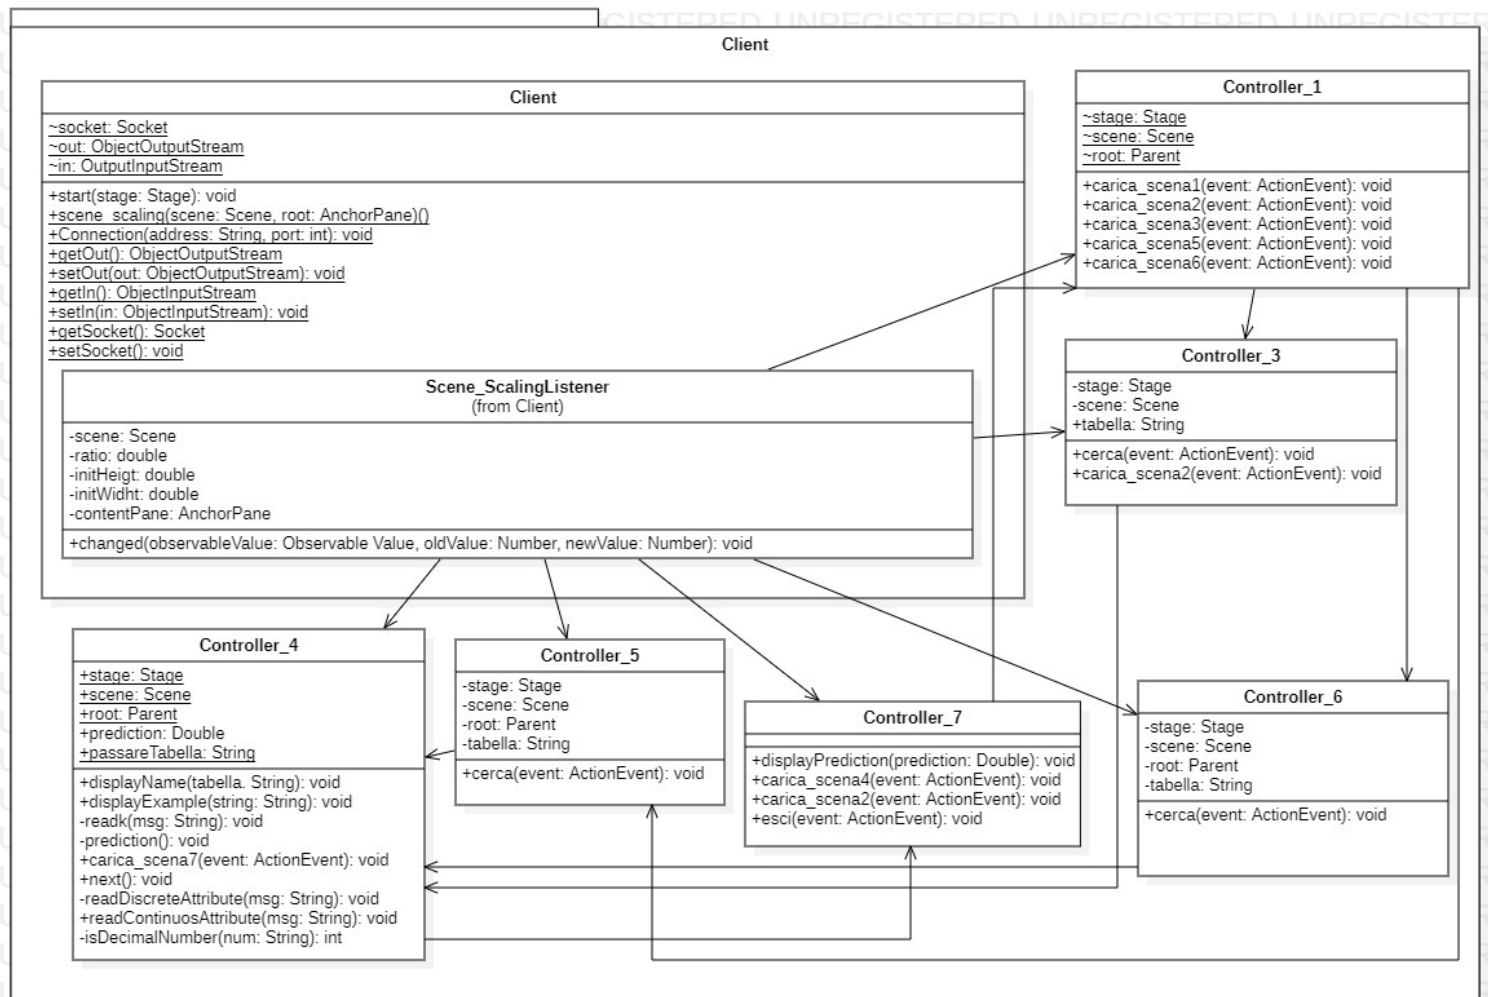 GISTERED UNREGISTERED UNREGISTERED UNREGISTER
Client
Client
~socket: Socket
~out: ObjectOutputStream
~in: OutputInputStream
+start(stage: Stage): void
+scene_scaling(scene: Scene, root: AnchorPane)()
+Connection(address: String, port: int): void
+getOut(): ObjectOutputStream
+setOut(out: ObjectOutputStream): void
+getIn(): ObjectInputStream
+setIn(in: ObjectInputStream): void
+getSocket(): Socket
+setSocket(): void
Scene_ScalingListener
(from Client)
-scene: Scene
-ratio: double
-initHeigt: double
-initWidht: double
-contentPane: AnchorPane
+changed(observableValue: Observable Value, oldValue: Number, newValue: Number): void
Controller_1
~stage: Stage
~scene: Scene
~root: Parent
+carica_scena1(event: ActionEvent): void
+carica_scena2(event: ActionEvent): void
+carica_scena3(event: ActionEvent): void
+carica_scena5(event: ActionEvent): void
+carica_scena6(event: ActionEvent): void
Controller_3
-stage: Stage
-scene: Scene
+tabella: String
+cerca(event: ActionEvent): void
+carica_scena2(event: ActionEvent): void
Controller_4
+stage: Stage
+scene: Scene
+root: Parent
+prediction: Double
+passareTabella: String
+displayName(tabella. String): void
+displayExample(string: String): void
-readk(msg: String): void
-prediction(): void
+carica_scena7(event: ActionEvent): void
+next(): void
-readDiscreteAttribute(msg: String): void
+readContinuosAttribute(msg: String): void
-isDecimalNumber(num: String): int
Controller_5
-stage: Stage
-scene: Scene
-root: Parent
-tabella: String
+cerca(event: ActionEvent): void
Controller_7
+displayPrediction(prediction: Double): void
+carica_scena4(event: ActionEvent): void
+carica_scena2(event: ActionEvent): void
+esci(event: ActionEvent): void
Controller_6
-stage: Stage
-scene: Scene
-root: Parent
-tabella: String
+cerca(event: ActionEvent): void